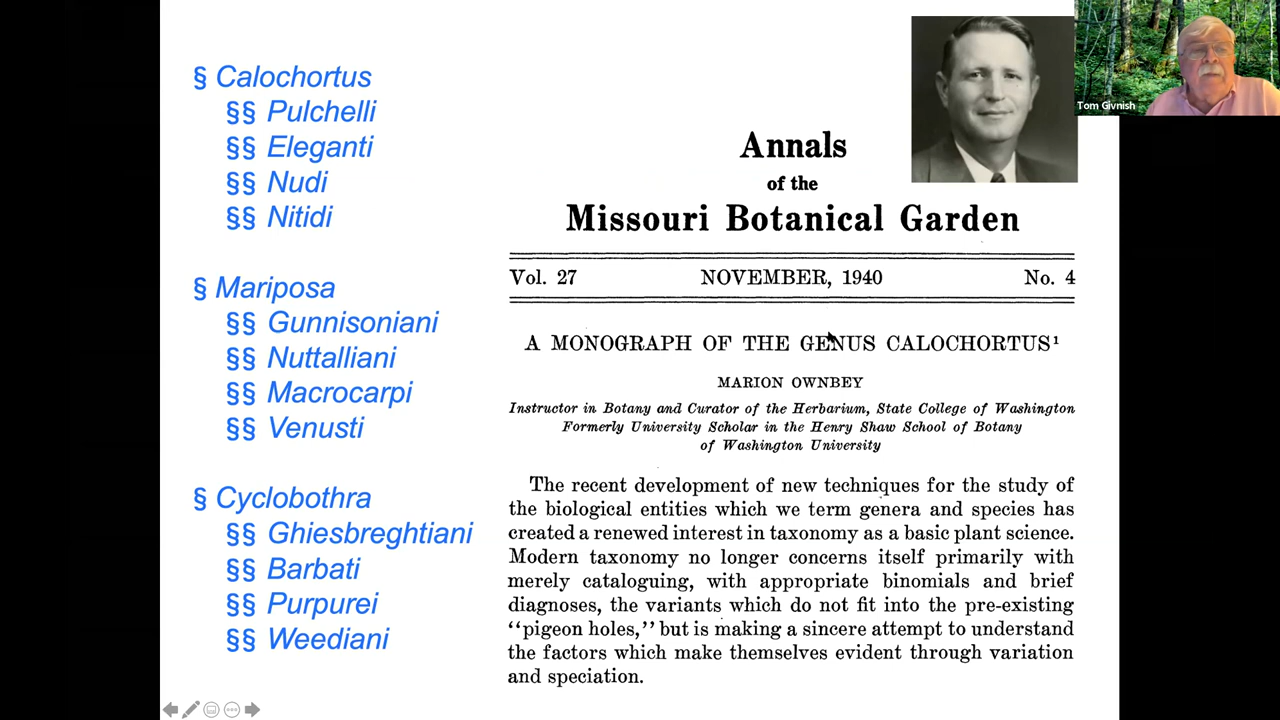 § Calochortus
§§ Pulchelli
§§ Eleganti
§§ Nudi
§§ Nitidi
§ Mariposa
§§ Gunnisoniani
§§ Nuttalliani
§§ Macrocarpi
§§ Venusti
§ Cyclobothra
§§ Ghiesbreghtiani
§§ Barbati
§§ Purpurei
§§ Weediani
Annals
of the
Missouri Botanical Garden
Vol. 27 NOVEMBER, 1940 No. 4
A MONOGRAPH OF THE GENUS CALOCHORTUS¹
MARION OWNBEY
Instructor in Botany and Curator of the Herbarium, State College of Washington
Formerly University Scholar in the Henry Shaw School of Botany
of Washington University
The recent development of new techniques for the study of
the biological entities which we term genera and species has
created a renewed interest in taxonomy as a basic plant science.
Modern taxonomy no longer concerns itself primarily with
merely cataloguing, with appropriate binomials and brief
diagnoses, the variants which do not fit into the pre-existing
‘‘pigeon holes,’’ but is making a sincere attempt to understand
the factors which make themselves evident through variation
and speciation.
Tom Givnish